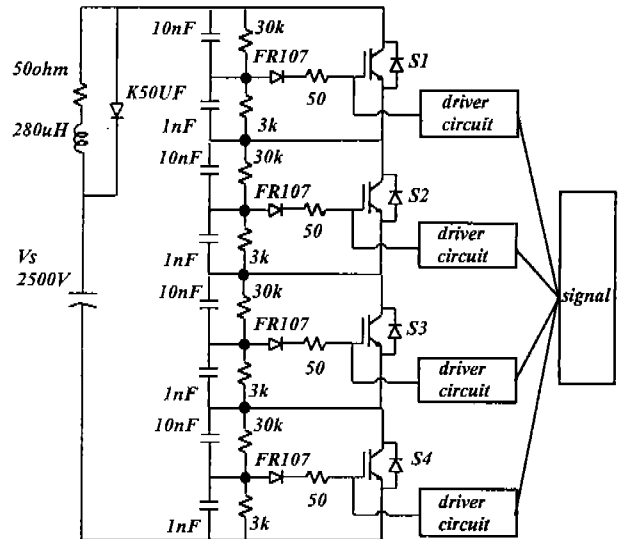 10nF
30k
FR107
S1
50ohm
K50UF
50
driver
circuit
280uH
1nF
3k
10nF
30k
FR107
S2
50
driver
circuit
1nF
3k
Vs
2500V
10nF
30k
FR107
S3
signal
50
driver
circuit
1nF
3k
10nF
30k
FR107
S4
50
driver
circuit
1nF
3k